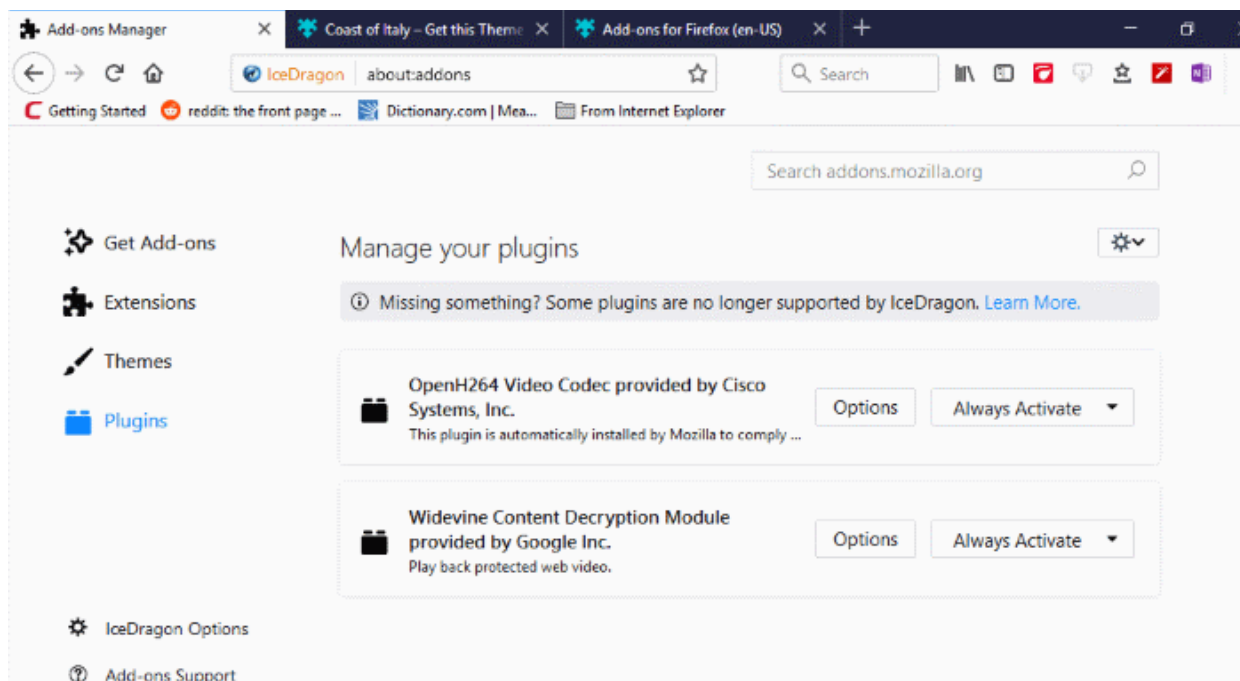 Add-ons Manager
Coast of Italy – Get this Theme
Add-ons for Firefox (en-US)
IceDragon
about:addons
Search
Getting Started
reddit: the front page ...
Dictionary.com | Mea...
From Internet Explorer
Search addons.mozilla.org
Get Add-ons
Extensions
Themes
Plugins
Manage your plugins
Missing something? Some plugins are no longer supported by IceDragon. Learn More.
OpenH264 Video Codec provided by Cisco
Systems, Inc.
This plugin is automatically installed by Mozilla to comply ...
Options
Always Activate
Widevine Content Decryption Module
provided by Google Inc.
Play back protected web video.
Options
Always Activate
IceDragon Options
Add-ons Support